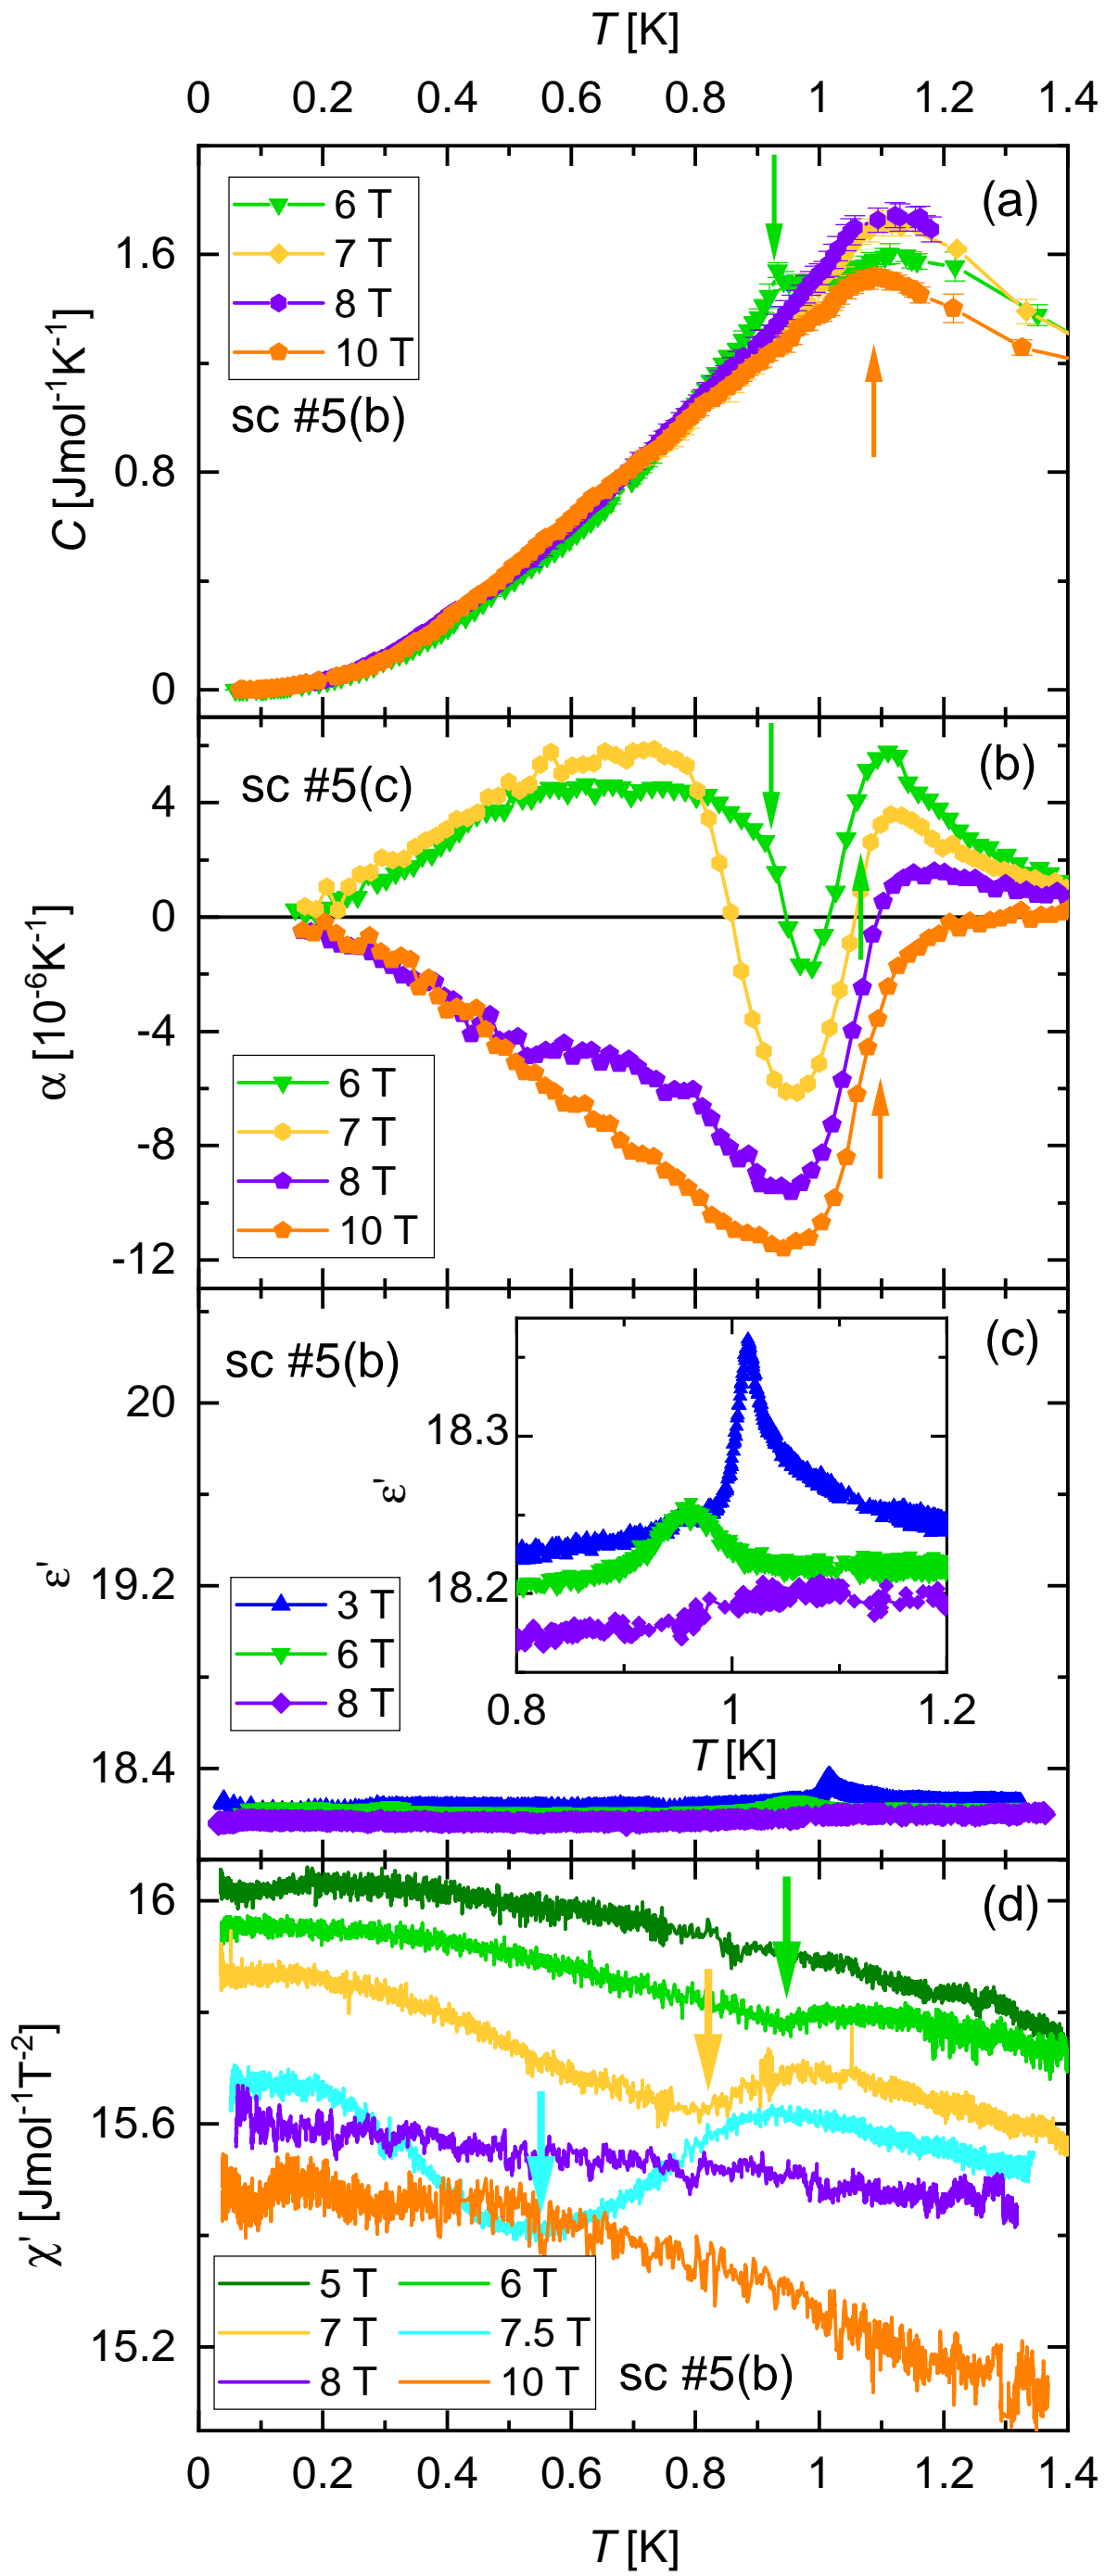 T [K]
0 0.2 0.4 0.6 0.8 1 1.2 1.4
(a)
6 T
7 T
8 T
10 T
sc #5(b)
1.6
0.8
0
C [Jmol⁻¹K⁻¹]
(b)
sc #5(c)
4
0
-4
-8
-12
α [10⁻⁶K⁻¹]
6 T
7 T
8 T
10 T
(c)
sc #5(b)
20
19.2
18.4
ε'
3 T
6 T
8 T
18.3
18.2
ε'
0.8 1 1.2
T [K]
(d)
16
15.6
15.2
χ' [Jmol⁻¹T⁻²]
5 T 6 T
7 T 7.5 T
8 T 10 T
sc #5(b)
0 0.2 0.4 0.6 0.8 1 1.2 1.4
T [K]